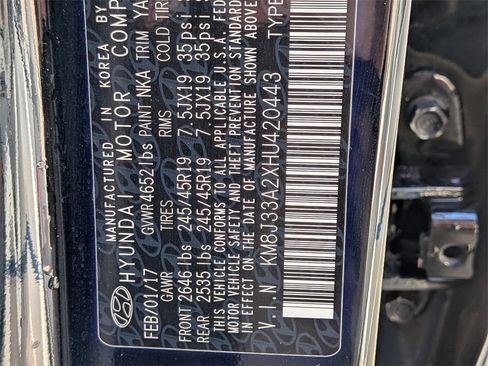 MANUFACTURED IN KOREA BY
HYUNDAI MOTOR COMP
FEB/01/17 GVWR 4652 lbs PAINT NKA TRIM YA
GAWR TIRES RIMS COLD TIR
FRONT 2646 lbs 245/45R19 7.5JX19 35psi
REAR 2535 lbs 245/45R19 7.5JX19 35psi
THIS VEHICLE CONFORMS TO ALL APPLICABLE U.S.A. FED
MOTOR VEHICLE SAFETY AND THEFT PREVENTION STANDARDS
IN EFFECT ON THE DATE OF MANUFACTURE SHOWN ABOVE.
V.I.N KM8J33A2XHU420443 TYPE